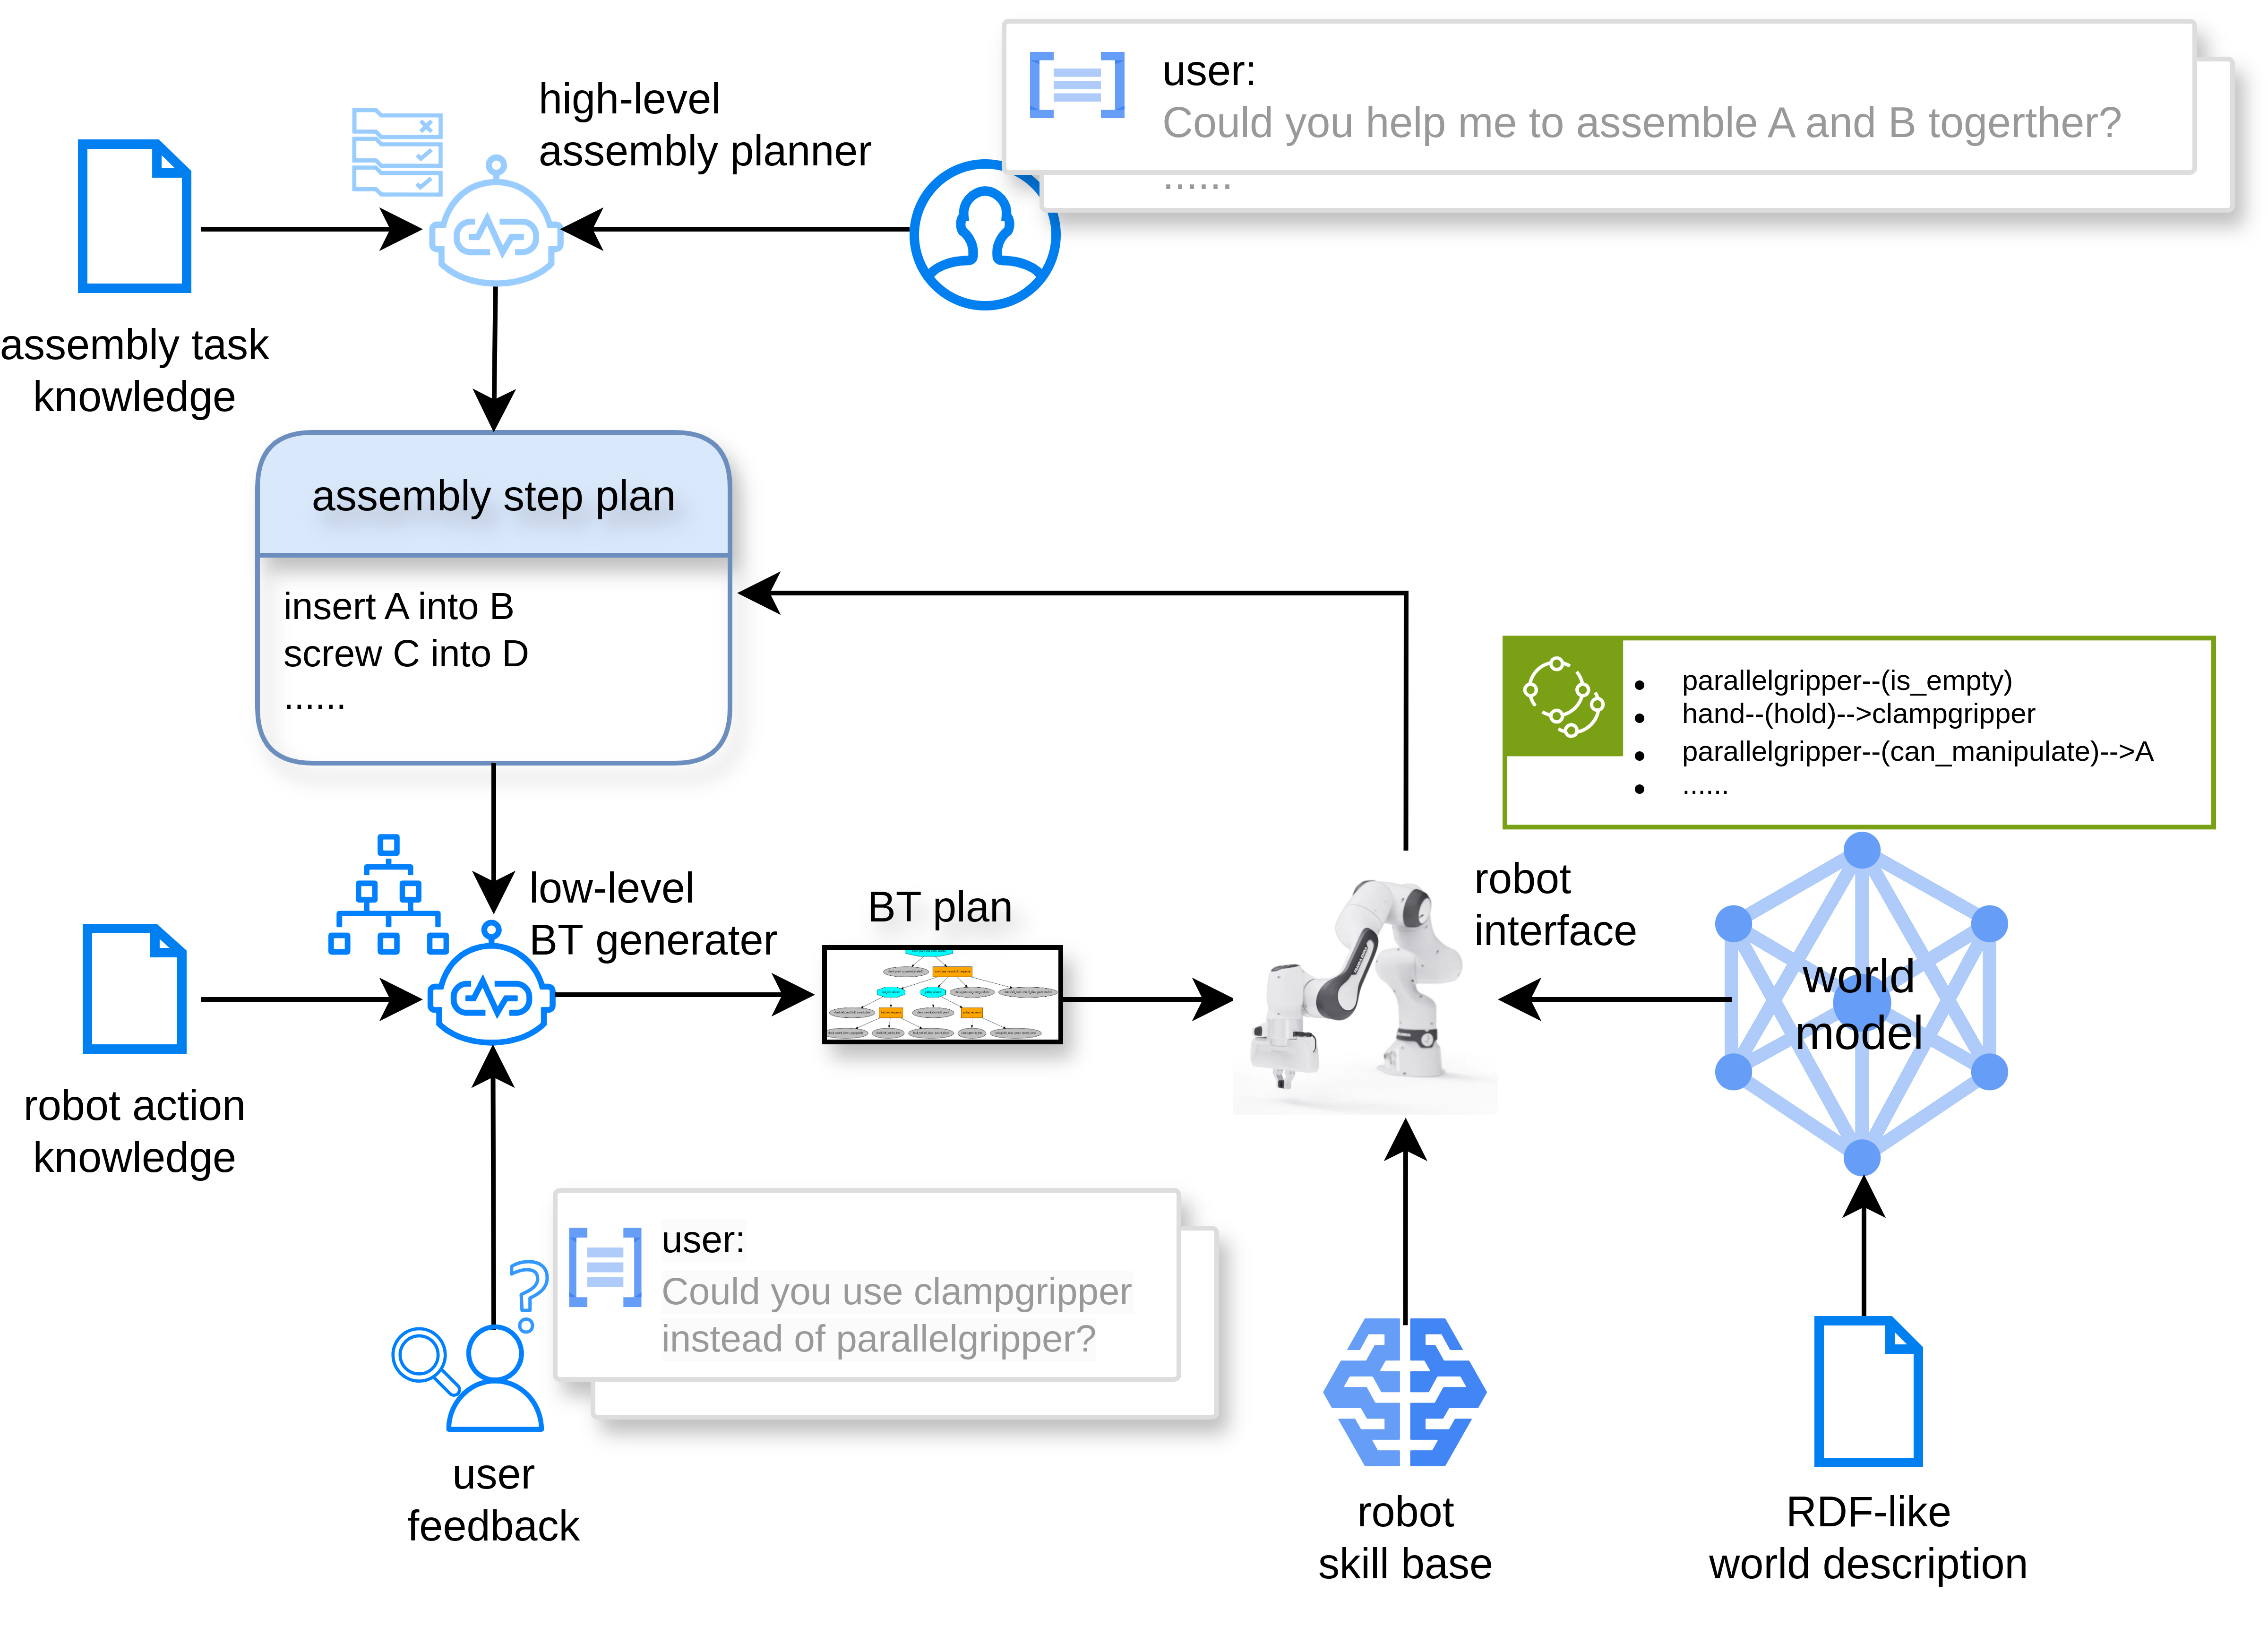 high-level
assembly planner
user:
Could you help me to assemble A and B togerther?
......
assembly task
knowledge
assembly step plan
insert A into B
screw C into D
......
parallelgripper--(is_empty)
hand--(hold)-->clampgripper
parallelgripper--(can_manipulate)-->A
......
low-level
BT generater
BT plan
robot
interface
world
model
robot action
knowledge
user:
Could you use clampgripper
instead of parallelgripper?
user
feedback
robot
skill base
RDF-like
world description